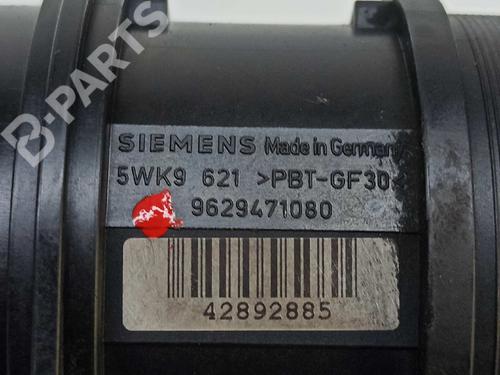 B-PARTS
SIEMENS Made in Germany
5WK9 621 >PBT-GF30<
9629471080
42892885